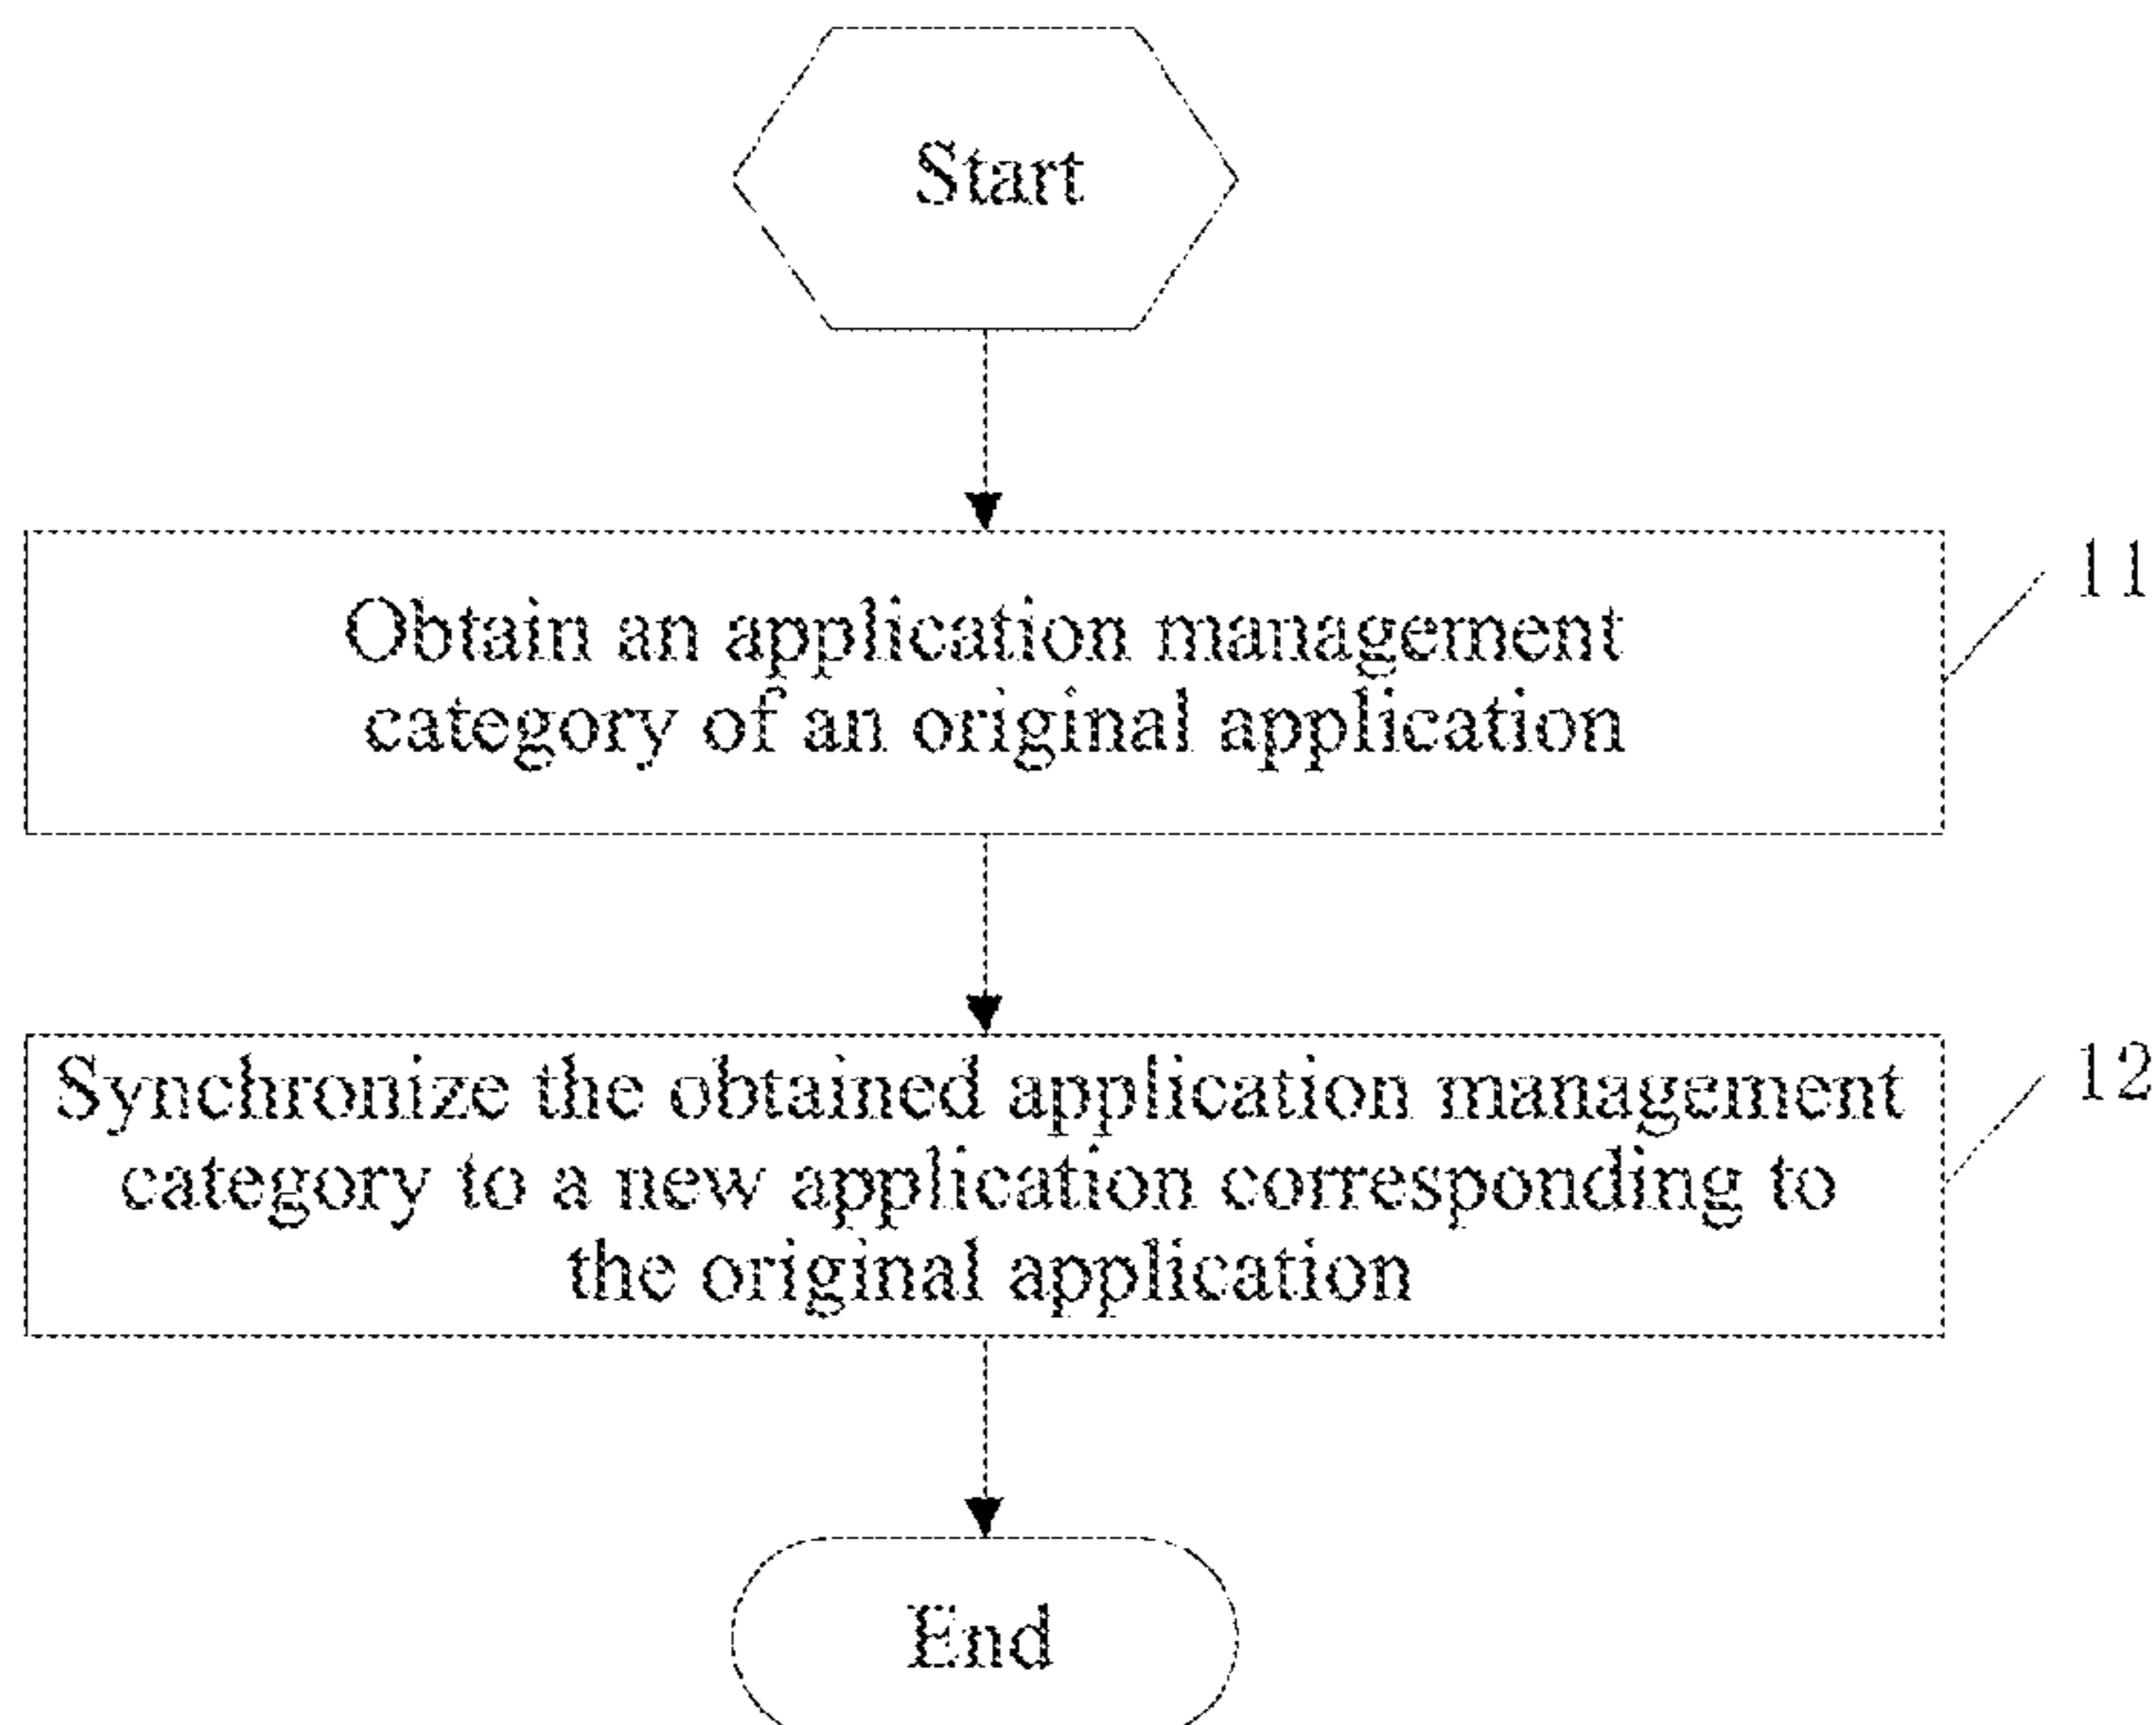 Start
11
Obtain an application management
category of an original application
12
Synchronize the obtained application management
category to a new application corresponding to
the original application
End